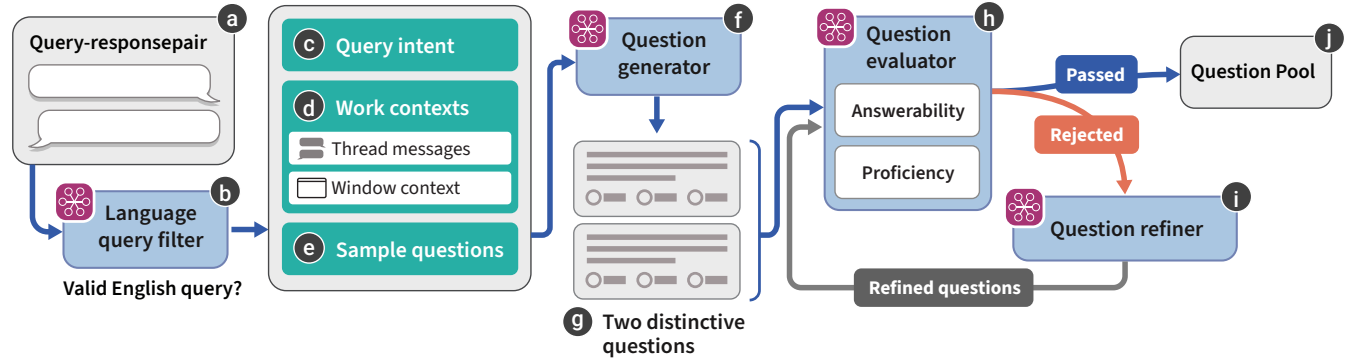 a
Query-responsepair
b
Language
query filter
Valid English query?
c
Query intent
d
Work contexts
Thread messages
Window context
e
Sample questions
f
Question
generator
g
Two distinctive
questions
h
Question
evaluator
Answerability
Proficiency
Passed
Rejected
i
Question refiner
Refined questions
j
Question Pool